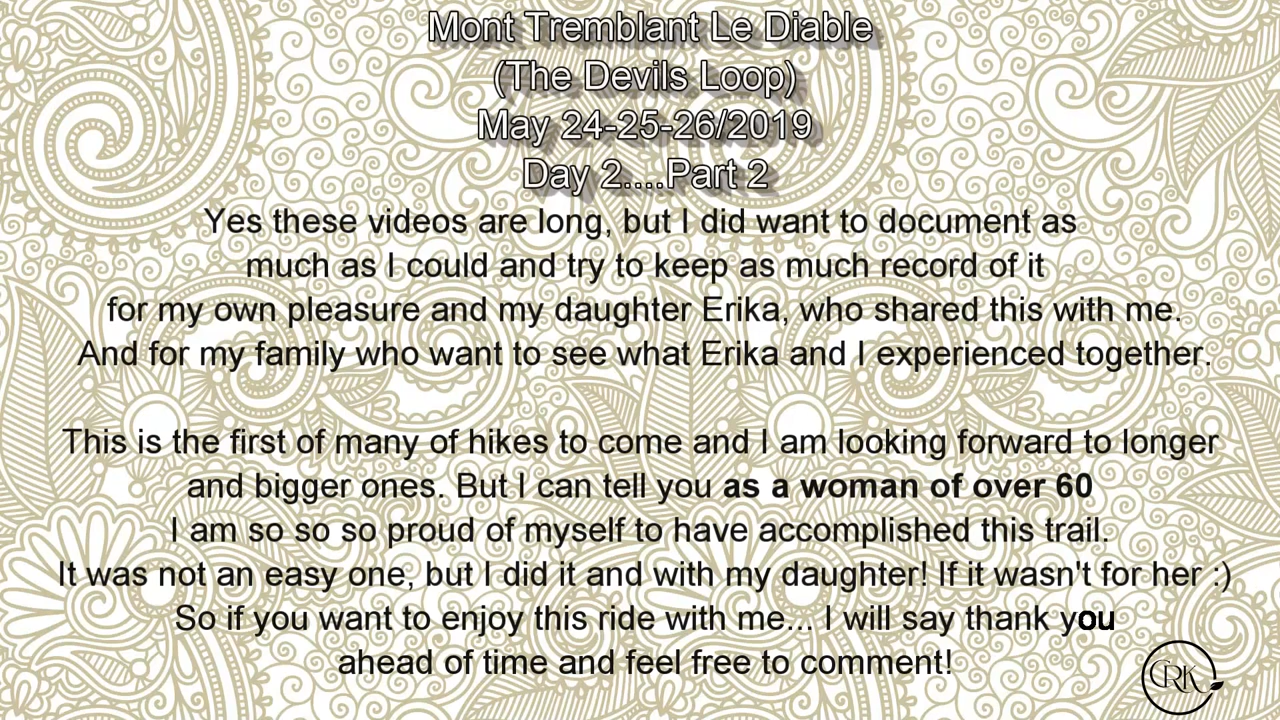 Mont Tremblant Le Diable
(The Devils Loop)
May 24-25-26/2019
Day 2....Part 2
Yes these videos are long, but I did want to document as
much as I could and try to keep as much record of it
for my own pleasure and my daughter Erika, who shared this with me.
And for my family who want to see what Erika and I experienced together.
This is the first of many of hikes to come and I am looking forward to longer
and bigger ones. But I can tell you as a woman of over 60
I am so so so proud of myself to have accomplished this trail.
It was not an easy one, but I did it and with my daughter! If it wasn't for her :)
So if you want to enjoy this ride with me... I will say thank you
ahead of time and feel free to comment!
CRK